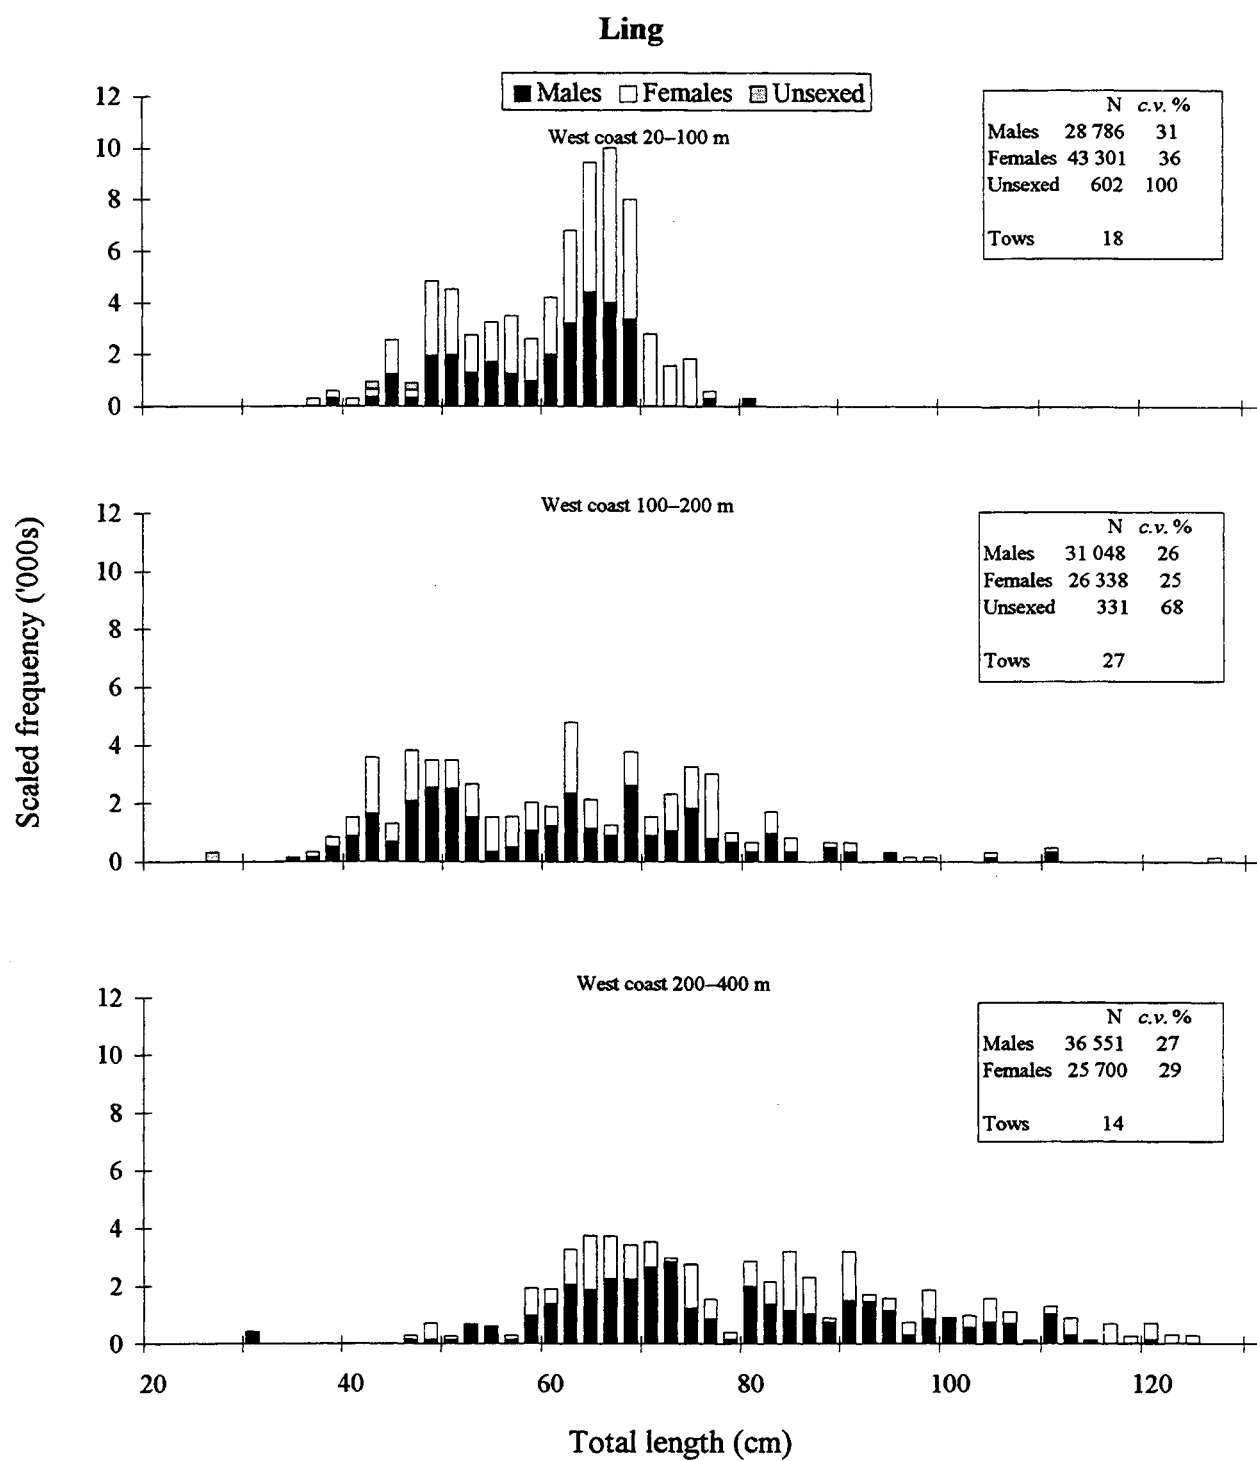 Ling
Males Females Unsexed
12
10
8
6
4
2
0
West coast 20–100 m
N c.v. %
Males 28 786 31
Females 43 301 36
Unsexed 602 100
Tows 18
Scaled frequency ('000s)
12
10
8
6
4
2
0
West coast 100–200 m
N c.v. %
Males 31 048 26
Females 26 338 25
Unsexed 331 68
Tows 27
12
10
8
6
4
2
0
West coast 200–400 m
N c.v. %
Males 36 551 27
Females 25 700 29
Tows 14
20 40 60 80 100 120
Total length (cm)